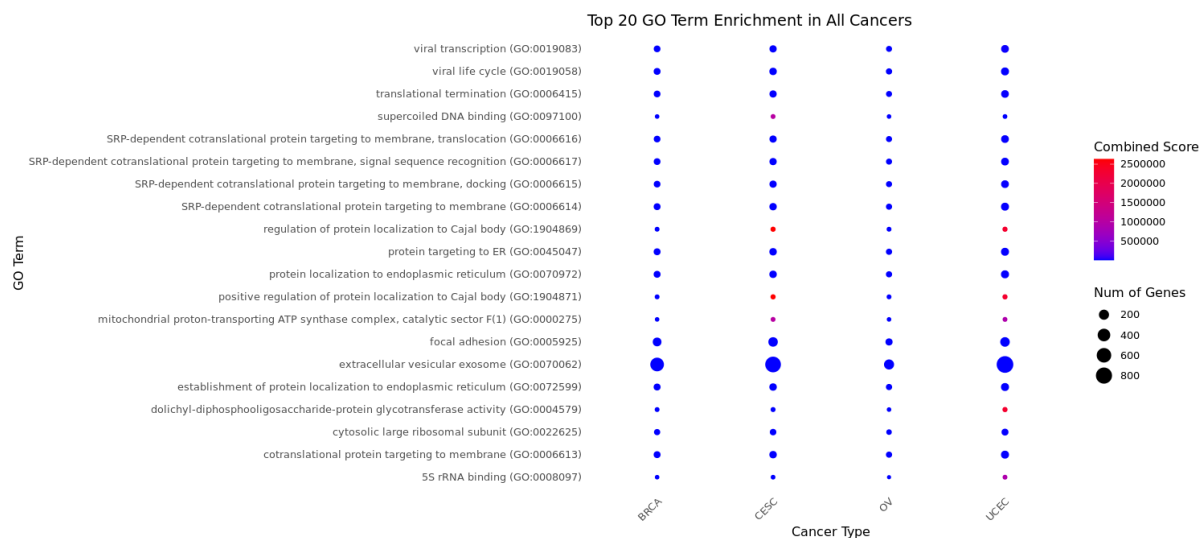 Top 20 GO Term Enrichment in All Cancers
GO Term
viral transcription (GO:0019083)
viral life cycle (GO:0019058)
translational termination (GO:0006415)
supercoiled DNA binding (GO:0097100)
SRP-dependent cotranslational protein targeting to membrane, translocation (GO:0006616)
SRP-dependent cotranslational protein targeting to membrane, signal sequence recognition (GO:0006617)
SRP-dependent cotranslational protein targeting to membrane, docking (GO:0006615)
SRP-dependent cotranslational protein targeting to membrane (GO:0006614)
regulation of protein localization to Cajal body (GO:1904869)
protein targeting to ER (GO:0045047)
protein localization to endoplasmic reticulum (GO:0070972)
positive regulation of protein localization to Cajal body (GO:1904871)
mitochondrial proton-transporting ATP synthase complex, catalytic sector F(1) (GO:0000275)
focal adhesion (GO:0005925)
extracellular vesicular exosome (GO:0070062)
establishment of protein localization to endoplasmic reticulum (GO:0072599)
dolichyl-diphosphooligosaccharide-protein glycotransferase activity (GO:0004579)
cytosolic large ribosomal subunit (GO:0022625)
cotranslational protein targeting to membrane (GO:0006613)
5S rRNA binding (GO:0008097)
BRCA
CESC
OV
UCEC
Cancer Type
Combined Score
2500000
2000000
1500000
1000000
500000
Num of Genes
200
400
600
800